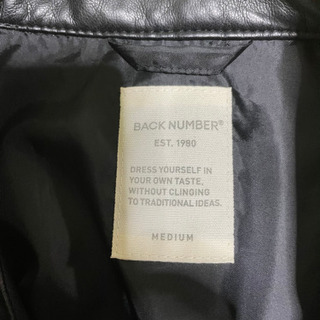 BACK NUMBER®
EST. 1980
DRESS YOURSELF IN
YOUR OWN TASTE,
WITHOUT CLINGING
TO TRADITIONAL IDEAS.
MEDIUM